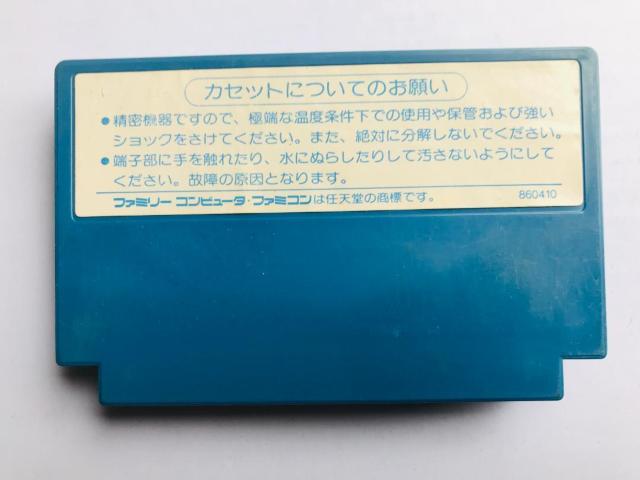 カセットについてのお願い
●精密機器ですので、極端な温度条件下での使用や保管および強い
ショックをさけてください。また、絶対に分解しないでください。
●端子部に手を触れたり、水にぬらしたりして汚さないようにして
ください。故障の原因となります。
ファミリー コンピュータ・ファミコンは任天堂の商標です。 860410